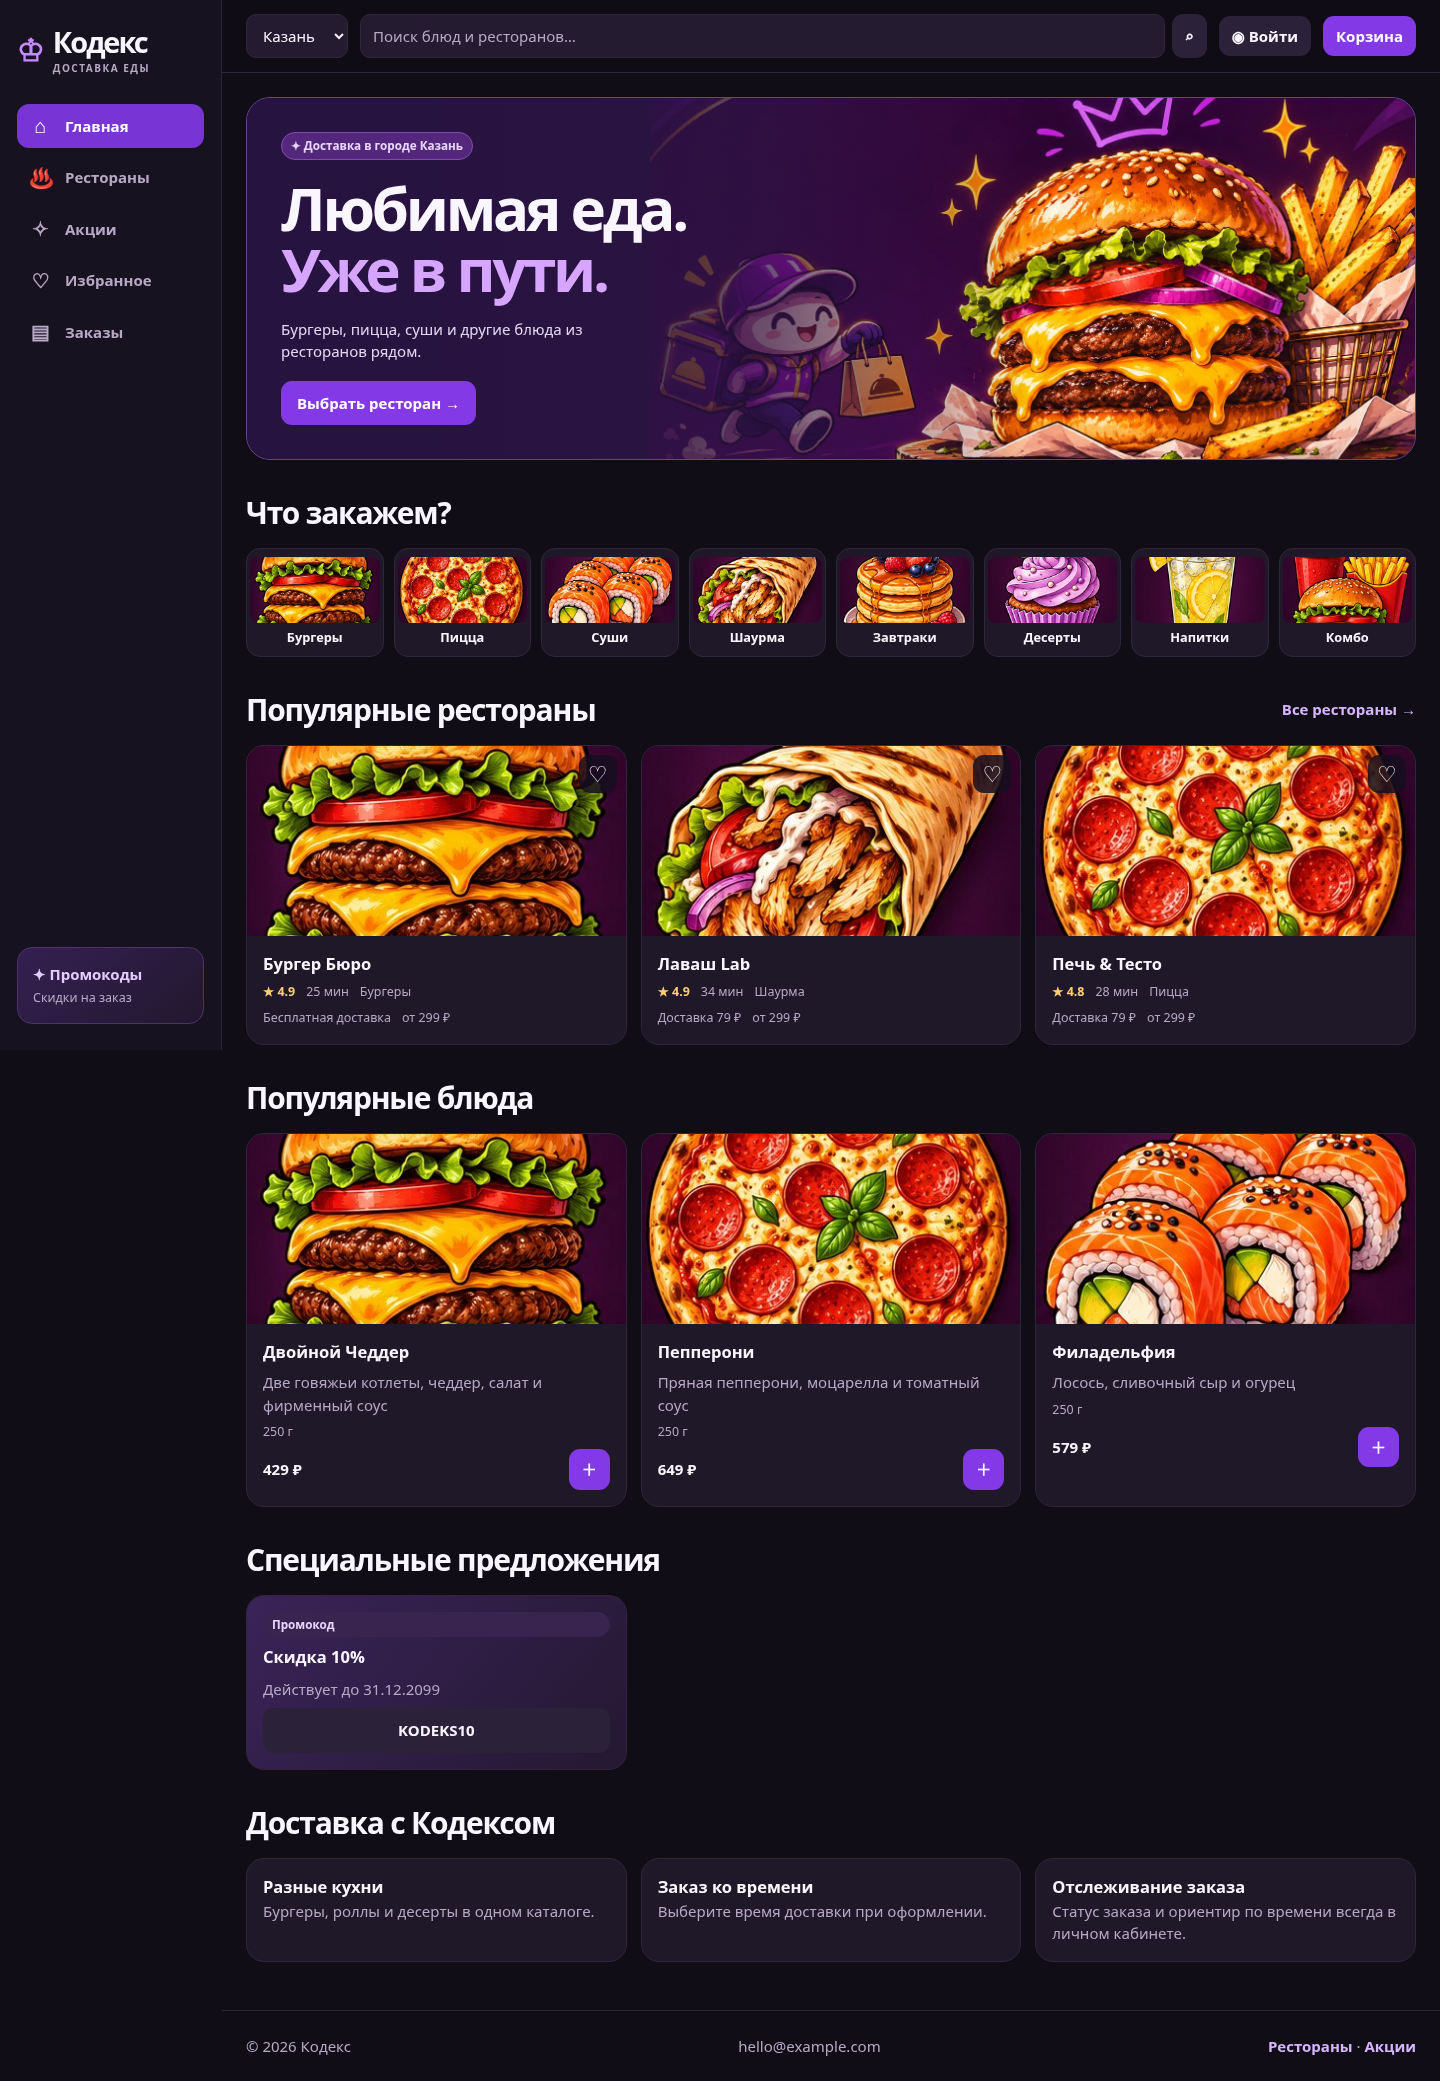 Кодекс
ДОСТАВКА ЕДЫ
Главная
Рестораны
Акции
Избранное
Заказы
✦ Промокоды
Скидки на заказ
Казань
Поиск блюд и ресторанов...
Войти
Корзина
✦ Доставка в городе Казань
Любимая еда.
Уже в пути.
Бургеры, пицца, суши и другие блюда из
ресторанов рядом.
Выбрать ресторан →
Что закажем?
Бургеры
Пицца
Суши
Шаурма
Завтраки
Десерты
Напитки
Комбо
Популярные рестораны
Все рестораны →
Бургер Бюро
★ 4.9 25 мин Бургеры
Бесплатная доставка от 299 ₽
Лаваш Lab
★ 4.9 34 мин Шаурма
Доставка 79 ₽ от 299 ₽
Печь & Тесто
★ 4.8 28 мин Пицца
Доставка 79 ₽ от 299 ₽
Популярные блюда
Двойной Чеддер
Две говяжьи котлеты, чеддер, салат и
фирменный соус
250 г
429 ₽
+
Пепперони
Пряная пепперони, моцарелла и томатный
соус
250 г
649 ₽
+
Филадельфия
Лосось, сливочный сыр и огурец
250 г
579 ₽
+
Специальные предложения
Промокод
Скидка 10%
Действует до 31.12.2099
KODEKS10
Доставка с Кодексом
Разные кухни
Бургеры, роллы и десерты в одном каталоге.
Заказ ко времени
Выберите время доставки при оформлении.
Отслеживание заказа
Статус заказа и ориентир по времени всегда в
личном кабинете.
© 2026 Кодекс
hello@example.com
Рестораны · Акции